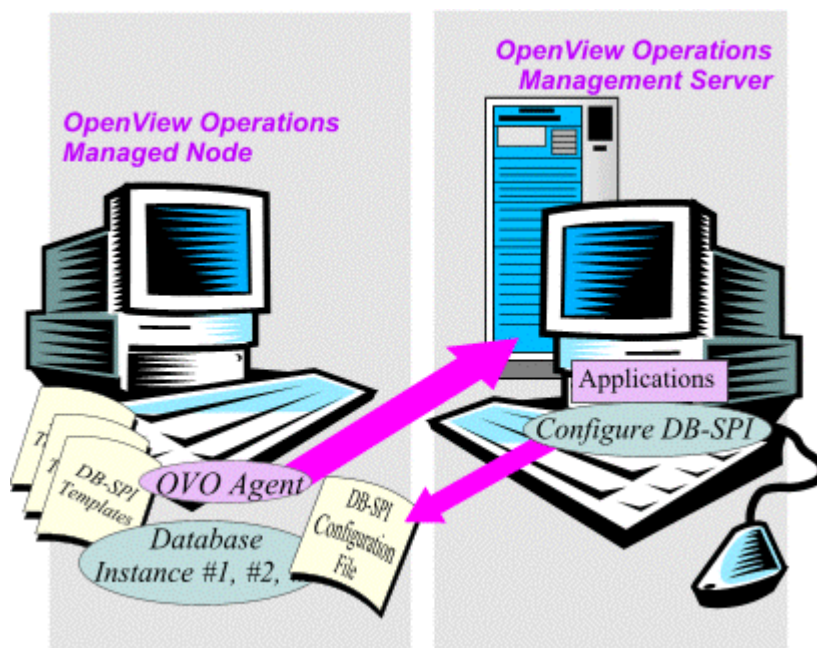 OpenView Operations
Managed Node
OpenView Operations
Management Server
Applications
Configure DB-SPI
OVO Agent
DB-SPI
Templates
DB-SPI
Configuration
File
Database
Instance #1, #2,